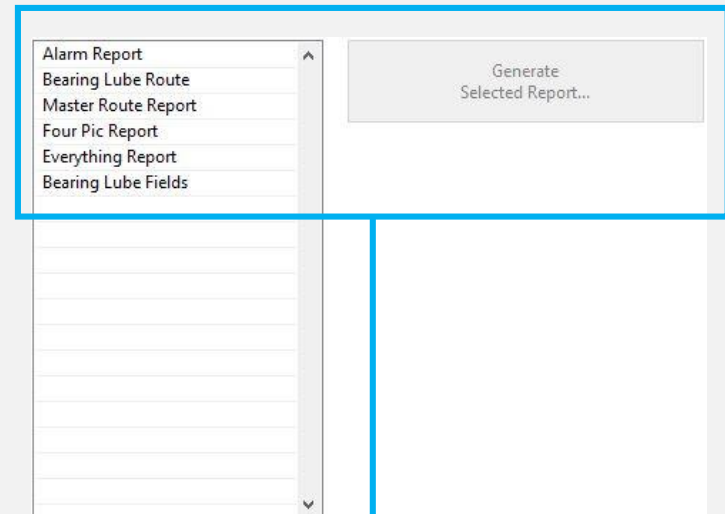 Alarm Report
Bearing Lube Route
Master Route Report
Four Pic Report
Everything Report
Bearing Lube Fields
Generate
Selected Report...